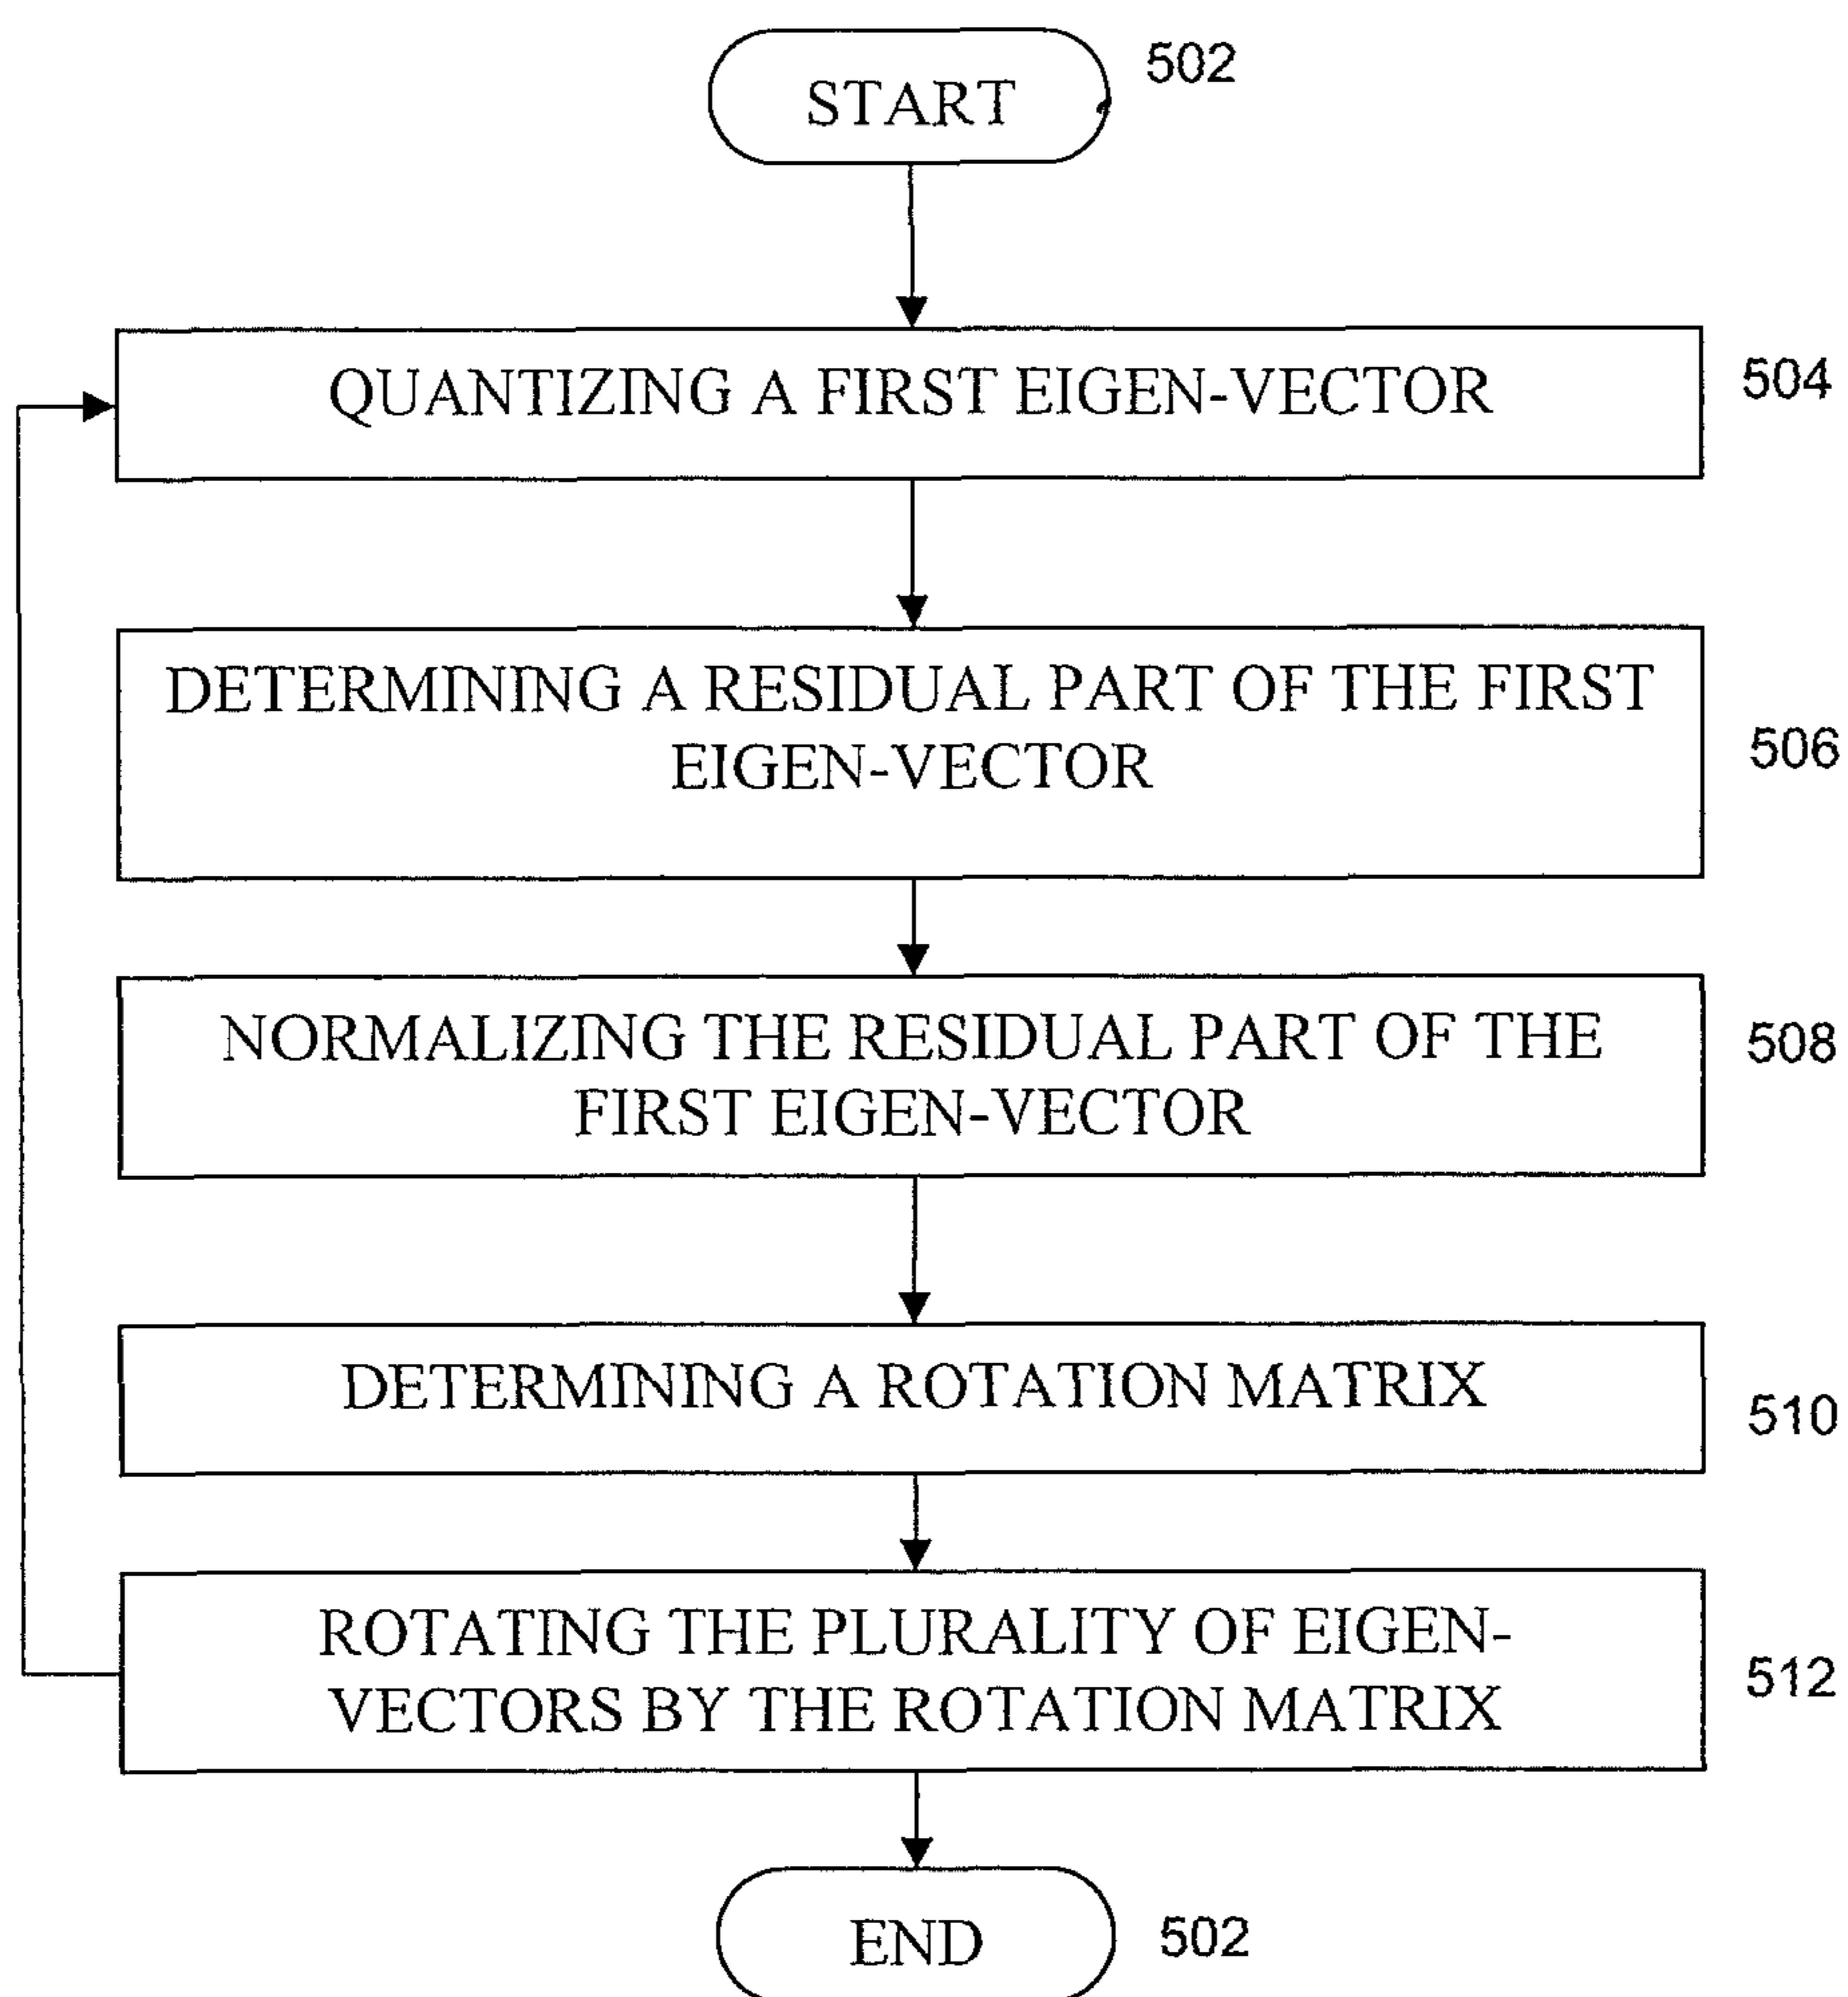 START
502
QUANTIZING A FIRST EIGEN-VECTOR
504
DETERMINING A RESIDUAL PART OF THE FIRST
EIGEN-VECTOR
506
NORMALIZING THE RESIDUAL PART OF THE
FIRST EIGEN-VECTOR
508
DETERMINING A ROTATION MATRIX
510
ROTATING THE PLURALITY OF EIGEN-
VECTORS BY THE ROTATION MATRIX
512
END
502